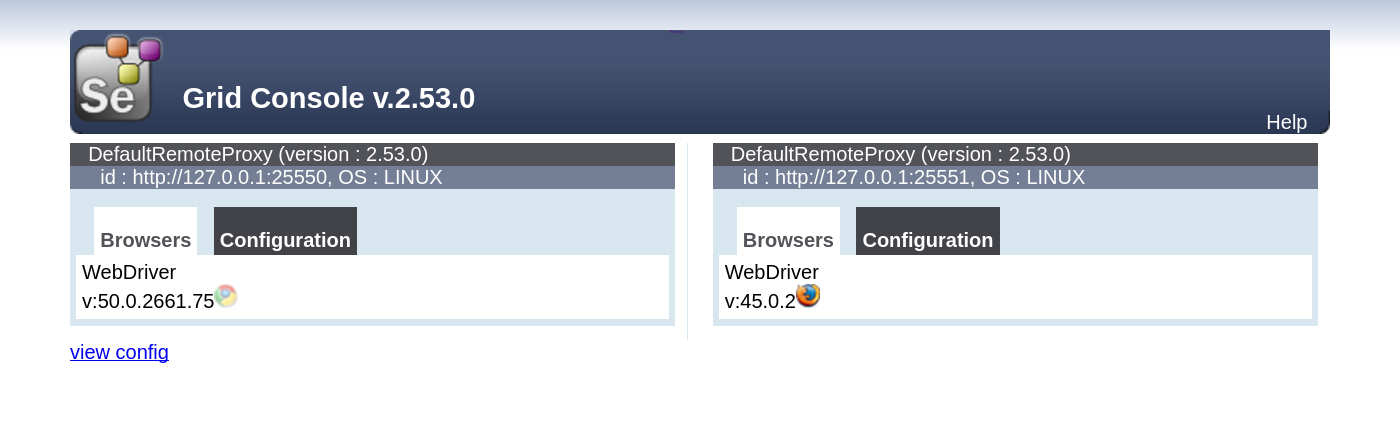 Se
Grid Console v.2.53.0
Help
DefaultRemoteProxy (version : 2.53.0)
id : http://127.0.0.1:25550, OS : LINUX
Browsers Configuration
WebDriver
v:50.0.2661.75
DefaultRemoteProxy (version : 2.53.0)
id : http://127.0.0.1:25551, OS : LINUX
Browsers Configuration
WebDriver
v:45.0.2
view config